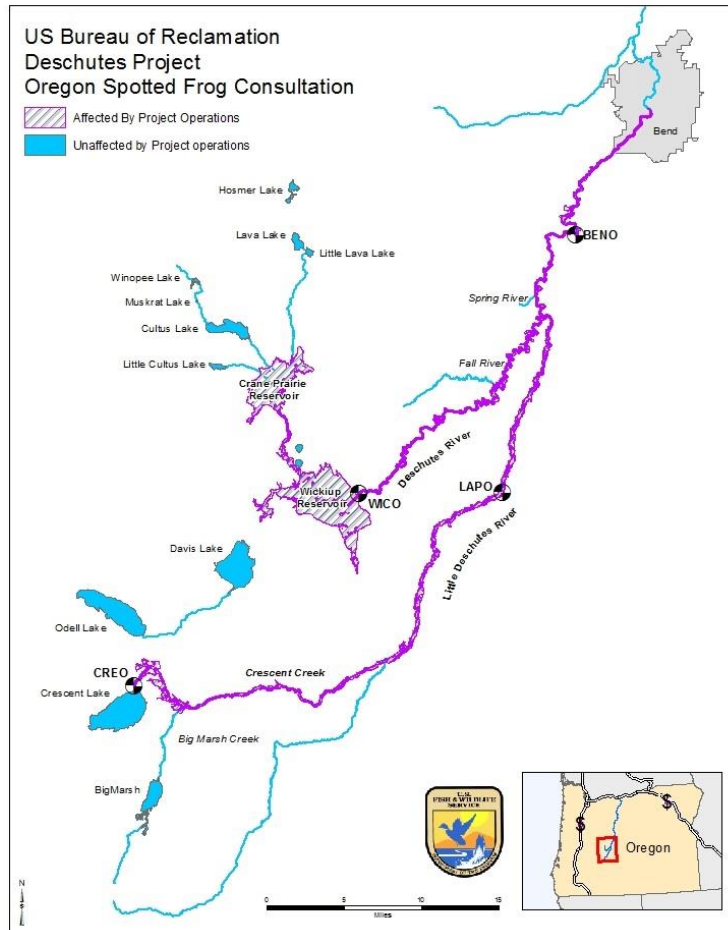 US Bureau of Reclamation
Deschutes Project
Oregon Spotted Frog Consultation
Affected By Project Operations
Unaffected by Project operations
Bend
Hosmer Lake
Lava Lake
Little Lava Lake
BENO
Winopee Lake
Muskrat Lake
Cultus Lake
Spring River
Little Cultus Lake
Fall River
Crane Prairie
Reservoir
Deschutes River
Wickiup
Reservoir
WICO
LAPO
Little Deschutes River
Davis Lake
Odell Lake
CREO
Crescent Lake
Crescent Creek
Big Marsh Creek
BigMarsh
U.S.
FISH & WILDLIFE
SERVICE
$
$
Oregon
N
S
0 5 10 15
Miles